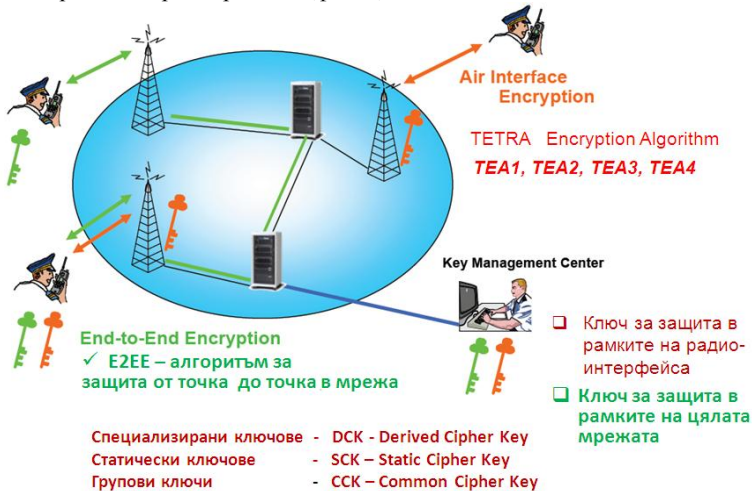 Air Interface
Encryption
TETRA Encryption Algorithm
TEA1, TEA2, TEA3, TEA4
Key Management Center
End-to-End Encryption
✓ E2EE – алгоритъм за
защита от точка до точка в мрежа
❑ Ключ за защита в
рамките на радио-
интерфейса
❑ Ключ за защита в
рамките на цялата
мрежата
Специализирани ключове - DCK - Derived Cipher Key
Статически ключове - SCK – Static Cipher Key
Групови ключи - CCK – Common Cipher Key